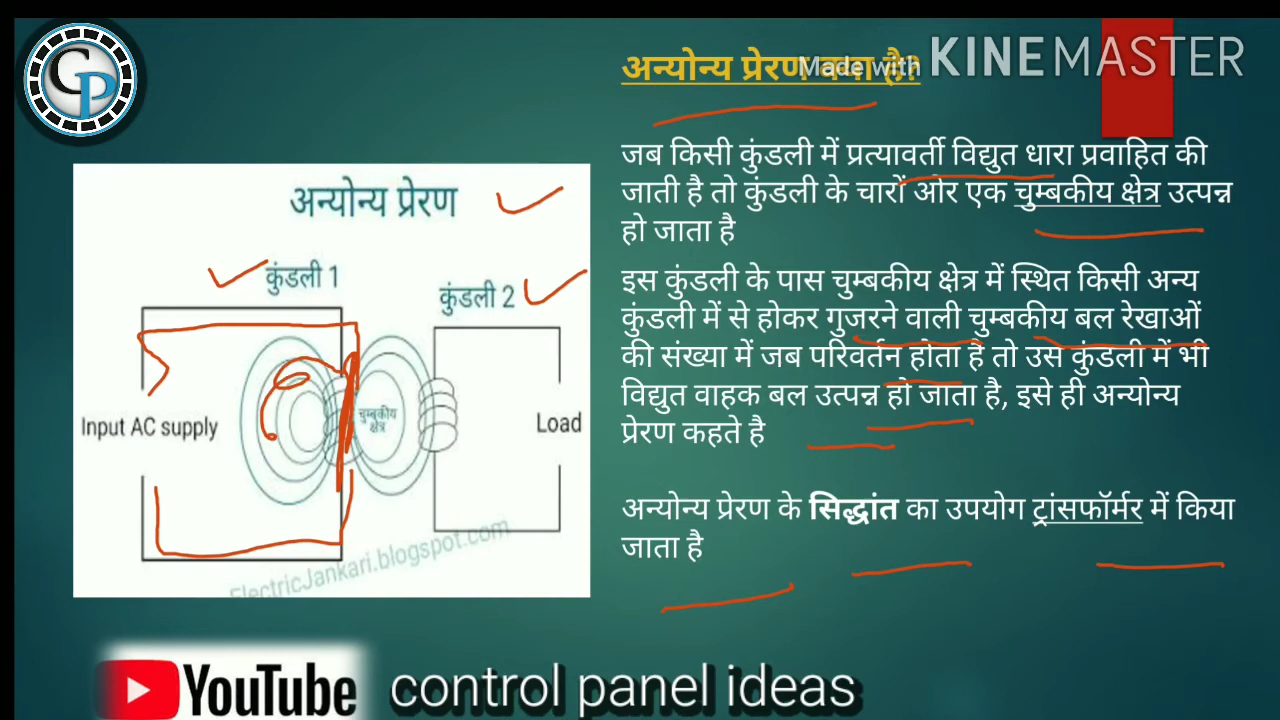 CP
Made with KINEMASTER
अन्योन्य प्रेरण क्या है?
जब किसी कुंडली में प्रत्यावर्ती विद्युत धारा प्रवाहित की
जाती है तो कुंडली के चारों ओर एक चुम्बकीय क्षेत्र उत्पन्न
हो जाता है
इस कुंडली के पास चुम्बकीय क्षेत्र में स्थित किसी अन्य
कुंडली में से होकर गुजरने वाली चुम्बकीय बल रेखाओं
की संख्या में जब परिवर्तन होता है तो उस कुंडली में भी
विद्युत वाहक बल उत्पन्न हो जाता है, इसे ही अन्योन्य
प्रेरण कहते है
अन्योन्य प्रेरण के सिद्धांत का उपयोग ट्रांसफॉर्मर में किया
जाता है
अन्योन्य प्रेरण
कुंडली 1
कुंडली 2
Input AC supply
चुम्बकीय
क्षेत्र
Load
ElectricJankari.blogspot.com
YouTube control panel ideas